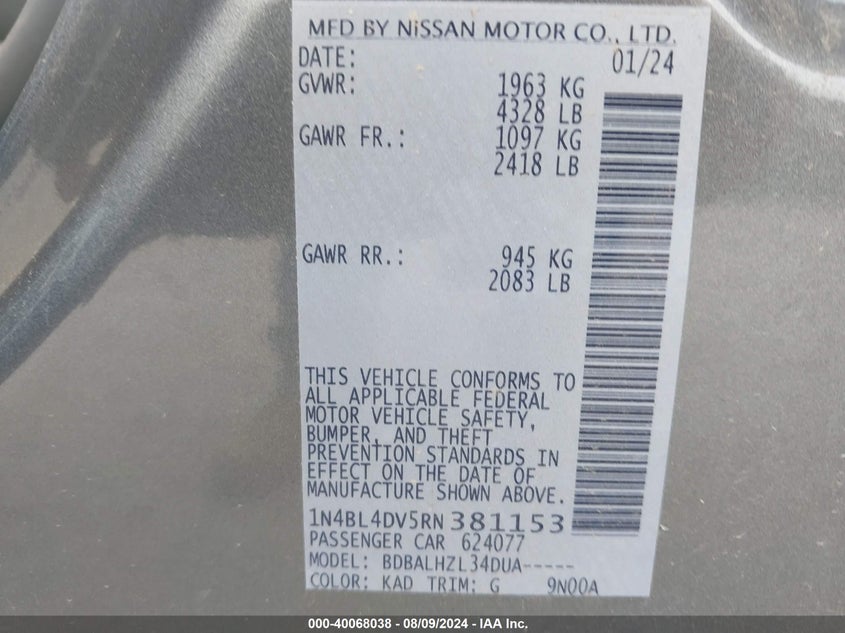 MFD BY NISSAN MOTOR CO., LTD.
DATE: 01/24
GVWR: 1963 KG
4328 LB
GAWR FR.: 1097 KG
2418 LB
GAWR RR.: 945 KG
2083 LB
THIS VEHICLE CONFORMS TO
ALL APPLICABLE FEDERAL
MOTOR VEHICLE SAFETY,
BUMPER, AND THEFT
PREVENTION STANDARDS IN
EFFECT ON THE DATE OF
MANUFACTURE SHOWN ABOVE.
1N4BL4DV5RN381153
PASSENGER CAR 624077
MODEL: BDBALHZL34DUA-----
COLOR: KAD TRIM: G 9N00A
000-40068038 - 08/09/2024 - IAA Inc.